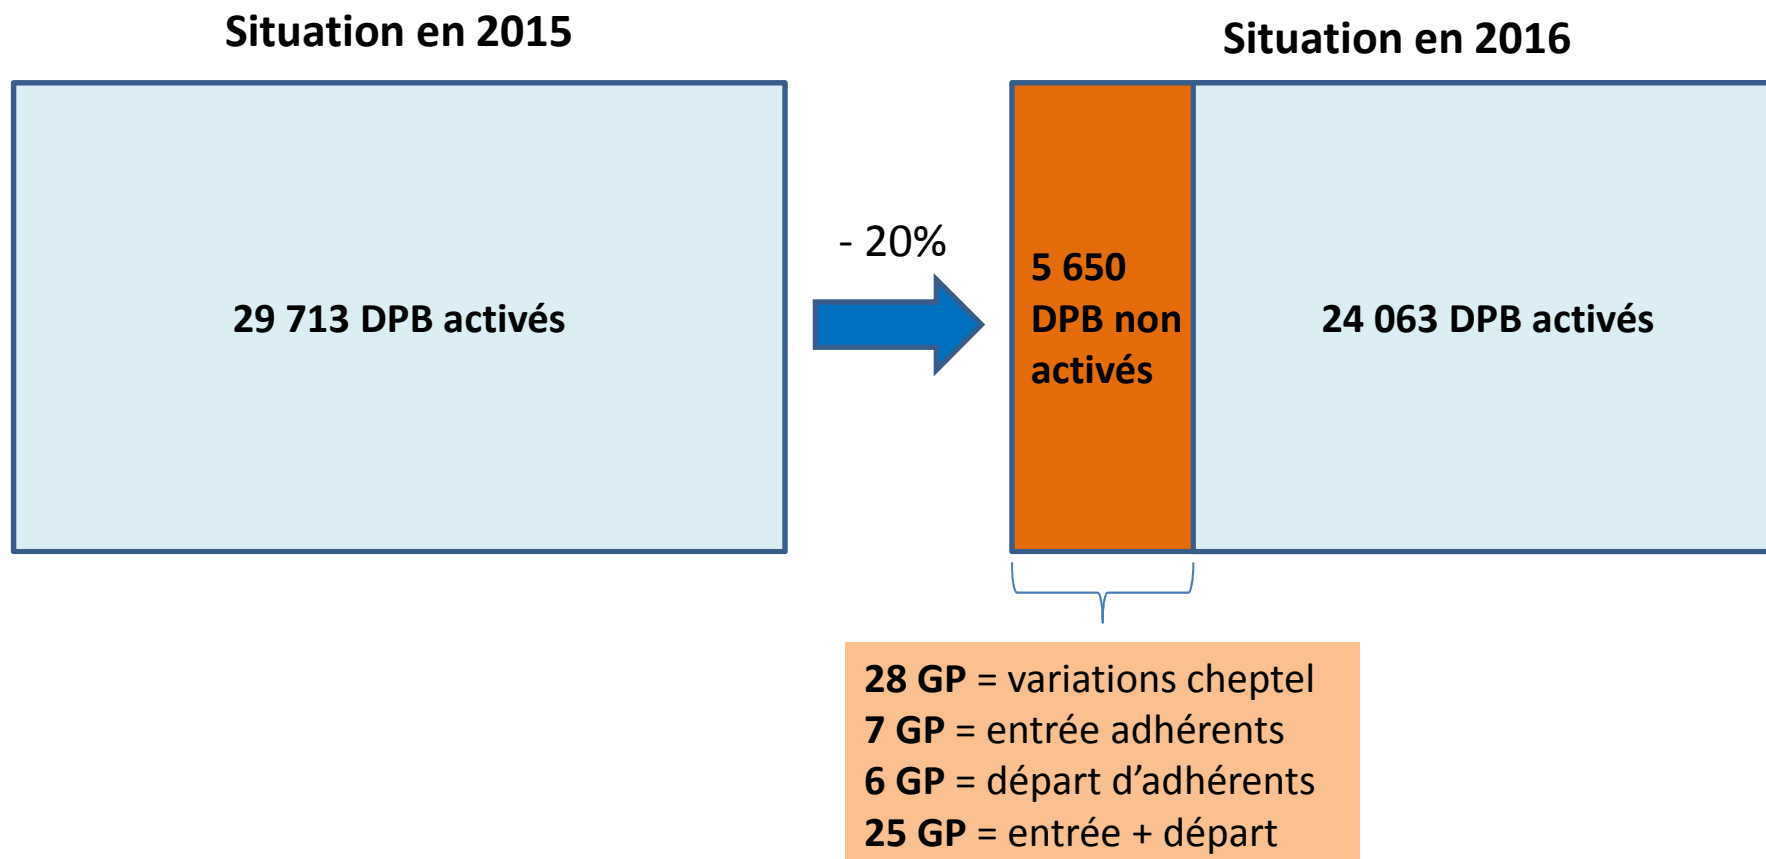 Situation en 2015
Situation en 2016
29 713 DPB activés
- 20%
5 650
DPB non
activés
24 063 DPB activés
28 GP = variations cheptel
7 GP = entrée adhérents
6 GP = départ d’adhérents
25 GP = entrée + départ